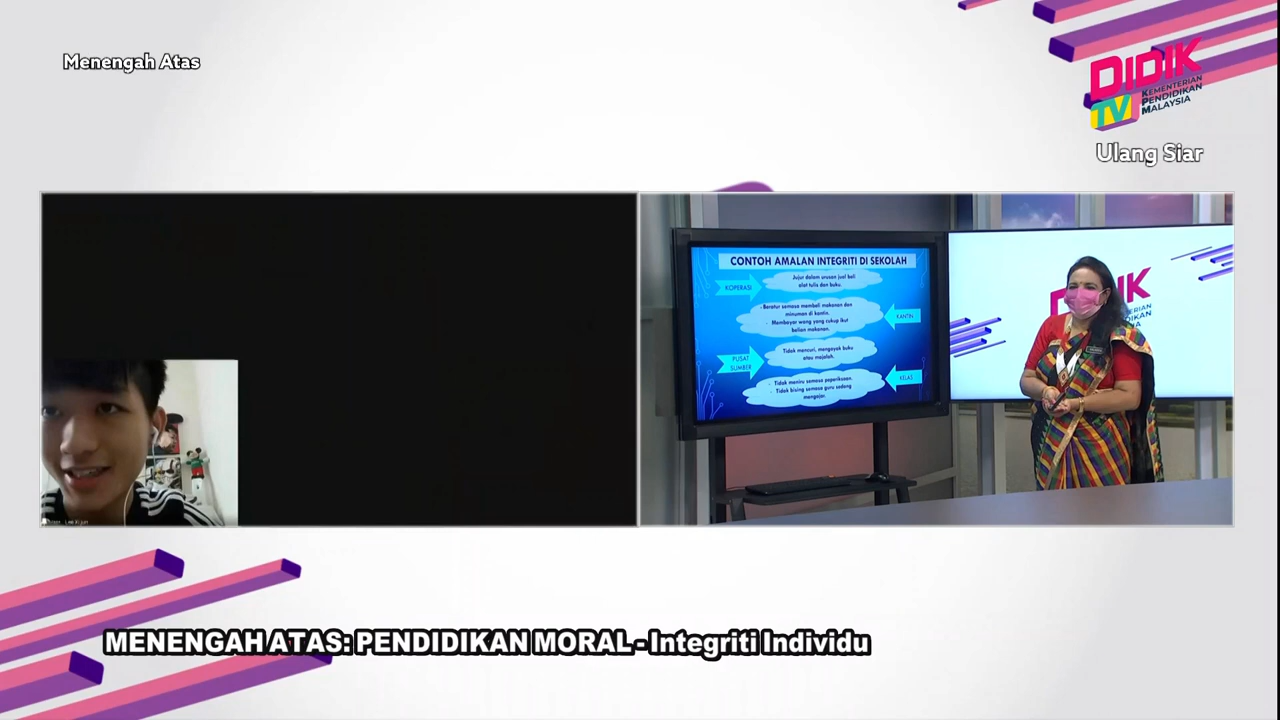 Menengah Atas
DIDIK
TV
KEMENTERIAN
PENDIDIKAN
MALAYSIA
Ulang Siar
CONTOH AMALAN INTEGRITI DI SEKOLAH
KOPERASI
Jujur dalam urusan jual beli
alat tulis dan buku.
- Beratur semasa membeli makanan dan
minuman di kantin.
- Membayar wang yang cukup ikut
belian makanan.
KANTIN
PUSAT
SUMBER
Tidak mencuri, mengoyak buku
atau majalah.
- Tidak meniru semasa peperiksaan.
- Tidak bising semasa guru sedang
mengajar.
KELAS
DIDIK
MENENGAH ATAS: PENDIDIKAN MORAL - Integriti Individu